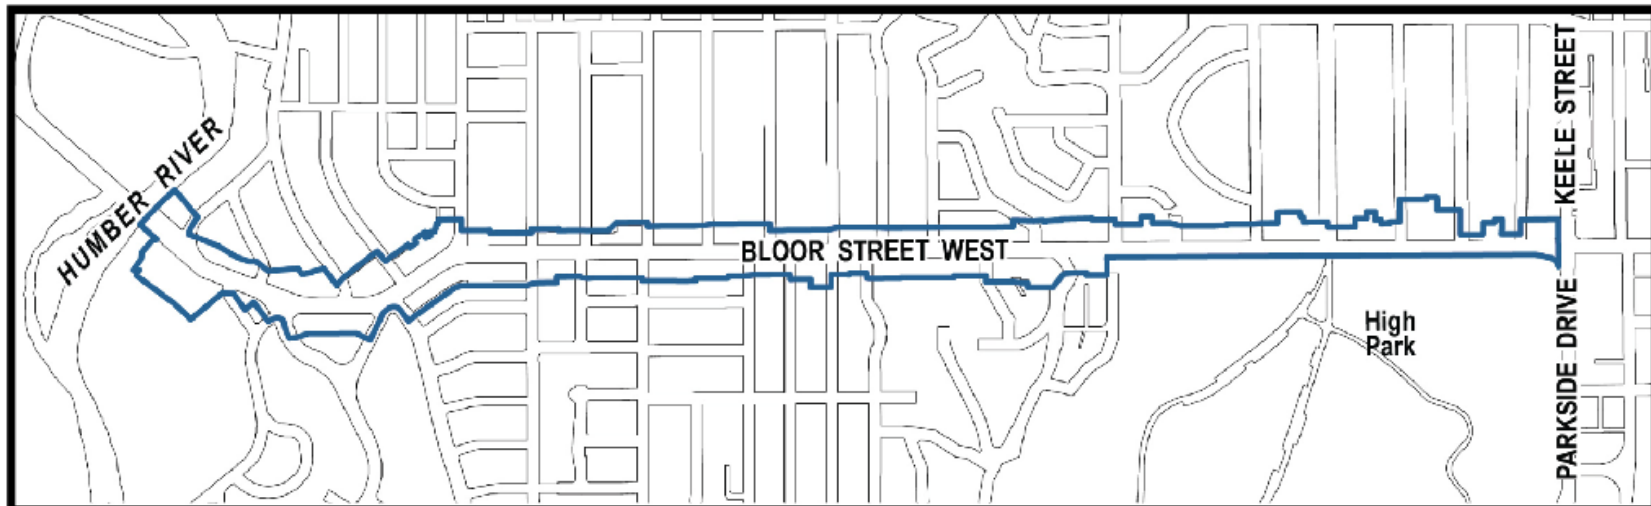 HUMBER RIVER
BLOOR STREET WEST
KEELE STREET
High
Park
PARKSIDE DRIVE